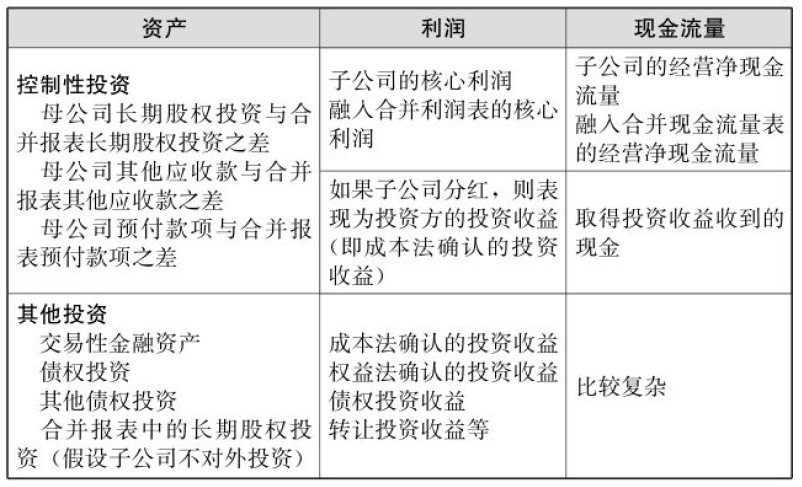 资产
利润
现金流量
控制性投资
母公司长期股权投资与合
并报表长期股权投资之差
母公司其他应收款与合并
报表其他应收款之差
母公司预付款项与合并报
表预付款项之差
子公司的核心利润
融入合并利润表的核心
利润
子公司的经营净现金
流量
融入合并现金流量表
的经营净现金流量
如果子公司分红，则表
现为投资方的投资收益
（即成本法确认的投资
收益）
取得投资收益收到的
现金
其他投资
交易性金融资产
债权投资
其他债权投资
合并报表中的长期股权投
资（假设子公司不对外投资）
成本法确认的投资收益
权益法确认的投资收益
债权投资收益
转让投资收益等
比较复杂